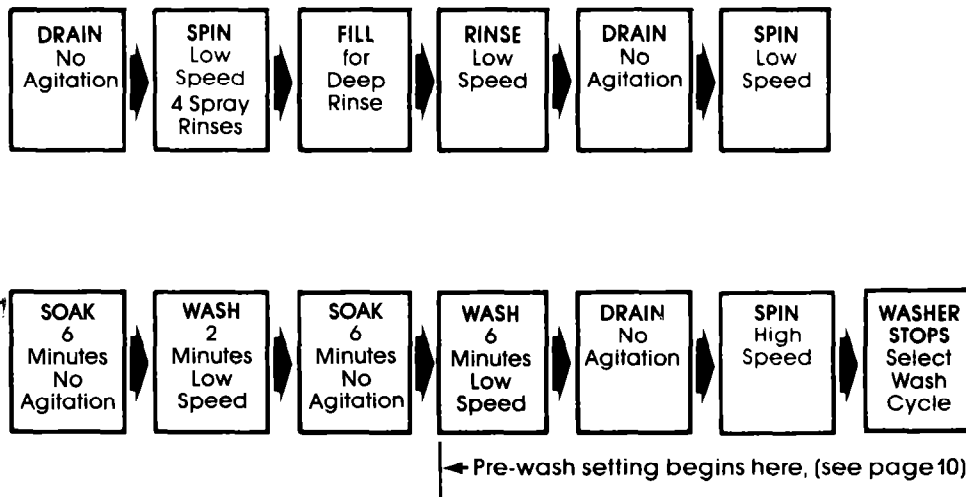 DRAIN
No
Agitation
SPIN
Low
Speed
4 Spray
Rinses
FILL
for
Deep
Rinse
RINSE
Low
Speed
DRAIN
No
Agitation
SPIN
Low
Speed
SOAK
6
Minutes
No
Agitation
WASH
2
Minutes
Low
Speed
SOAK
6
Minutes
No
Agitation
WASH
6
Minutes
Low
Speed
DRAIN
No
Agitation
SPIN
High
Speed
WASHER
STOPS
Select
Wash
Cycle
Pre-wash setting begins here, (see page 10)